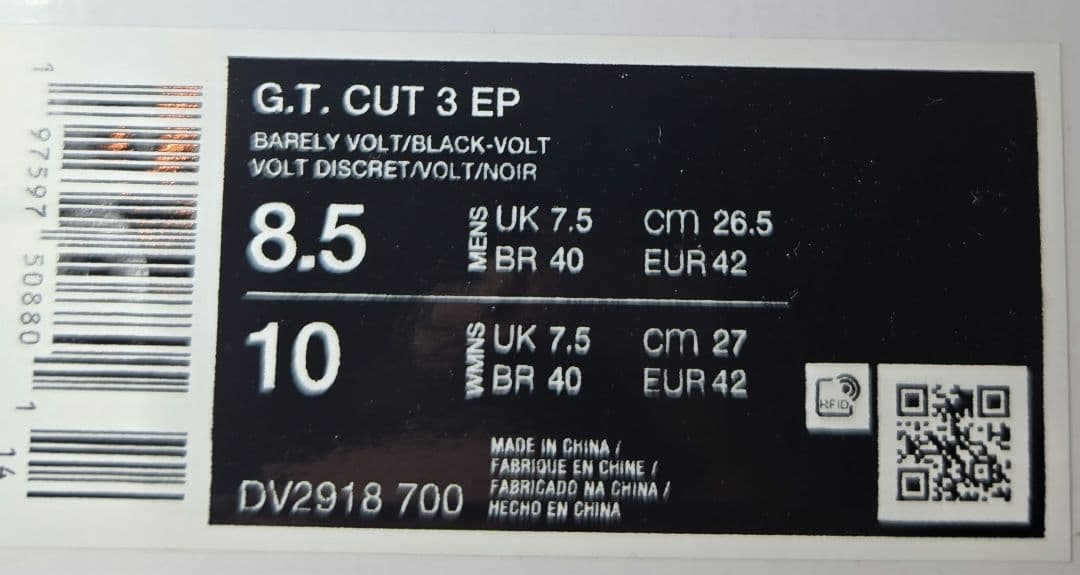 G.T. CUT 3 EP
BARELY VOLT/BLACK-VOLT
VOLT DISCRET/VOLT/NOIR
8.5 MENS UK 7.5 cm 26.5
BR 40 EUR 42
10 WMNS UK 7.5 cm 27
BR 40 EUR 42
RFID
DV2918 700
MADE IN CHINA /
FABRIQUE EN CHINE /
FABRICADO NA CHINA /
HECHO EN CHINA
1 97597 50880 1
14